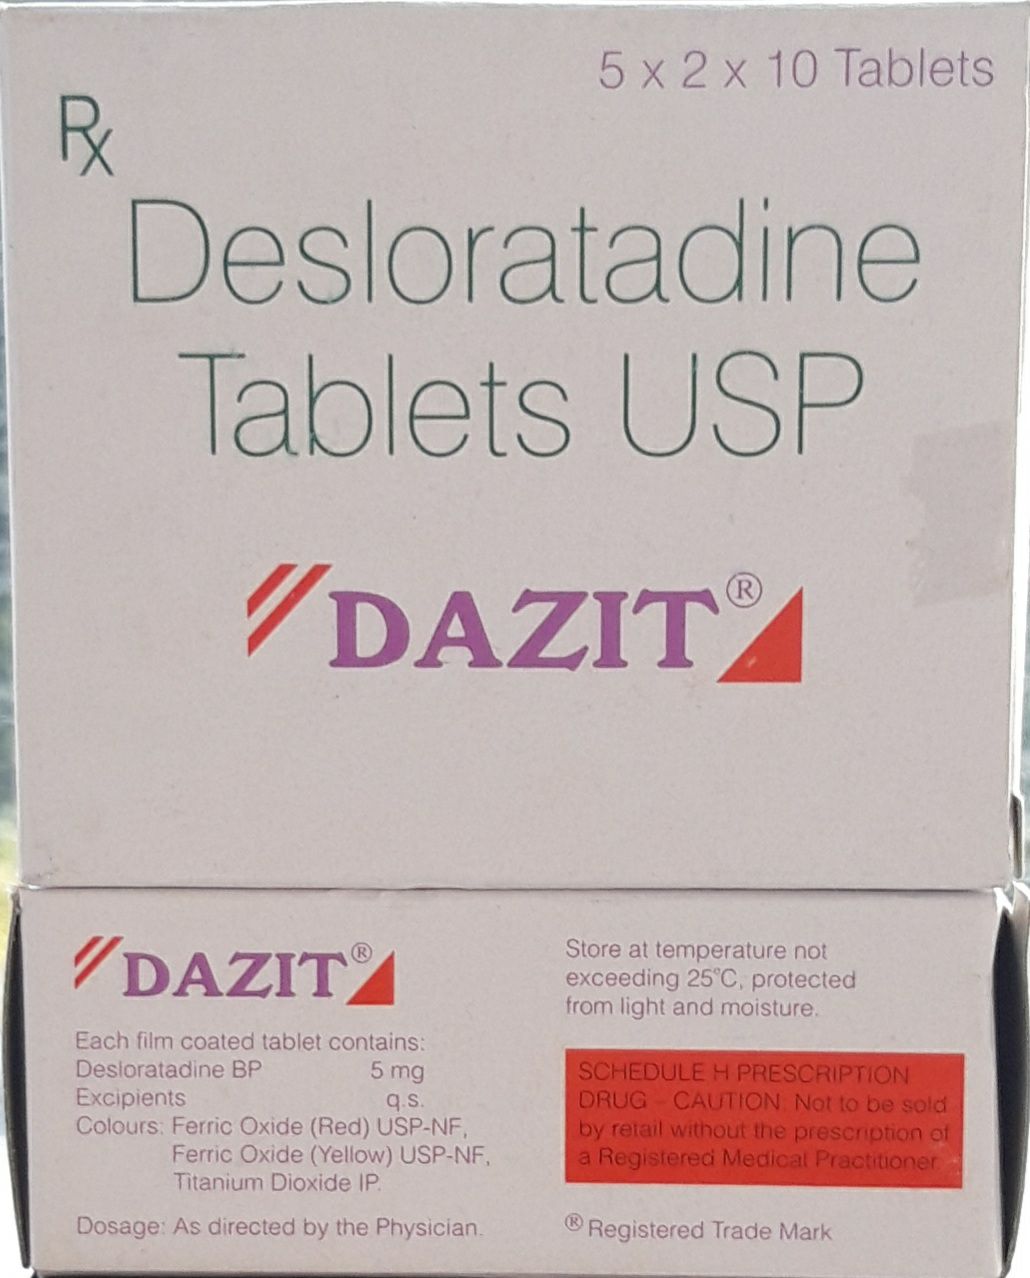 5 x 2 x 10 Tablets
Rx
Desloratadine
Tablets USP
DAZIT®
DAZIT®
Each film coated tablet contains:
Desloratadine BP 5 mg
Excipients q.s.
Colours: Ferric Oxide (Red) USP-NF,
Ferric Oxide (Yellow) USP-NF,
Titanium Dioxide IP.
Dosage: As directed by the Physician.
Store at temperature not
exceeding 25°C, protected
from light and moisture.
SCHEDULE H PRESCRIPTION
DRUG - CAUTION: Not to be sold
by retail without the prescription of
a Registered Medical Practitioner.
® Registered Trade Mark